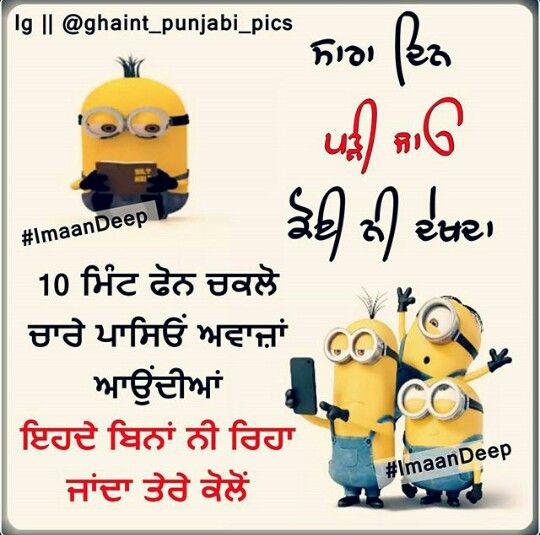 Ig || @ghaint_punjabi_pics
ਸਾਰਾ ਦਿਨ
ਪੜ੍ਹੀ ਜਾਓ
ਕੋਈ ਨੀ ਦੇਖਦਾ
#ImaanDeep
10 ਮਿੰਟ ਫੋਨ ਚਕਲੋ
ਚਾਰੇ ਪਾਸਿਓਂ ਅਵਾਜ਼ਾਂ
ਆਉਂਦੀਆਂ
ਇਹਦੇ ਬਿਨਾਂ ਨੀ ਰਿਹਾ
ਜਾਂਦਾ ਤੇਰੇ ਕੋਲੋਂ
#ImaanDeep